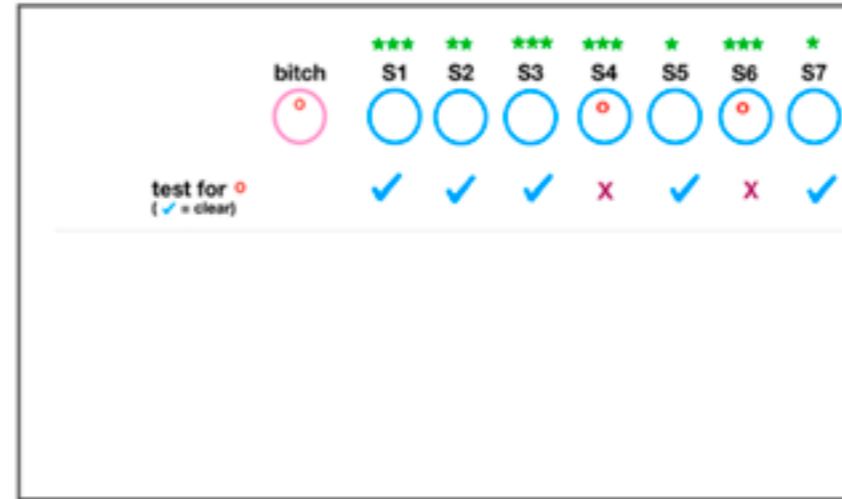 *** ** *** *** * *** *
bitch S1 S2 S3 S4 S5 S6 S7
o o o
test for o ✓ ✓ ✓ X ✓ X ✓
( ✓ = clear)